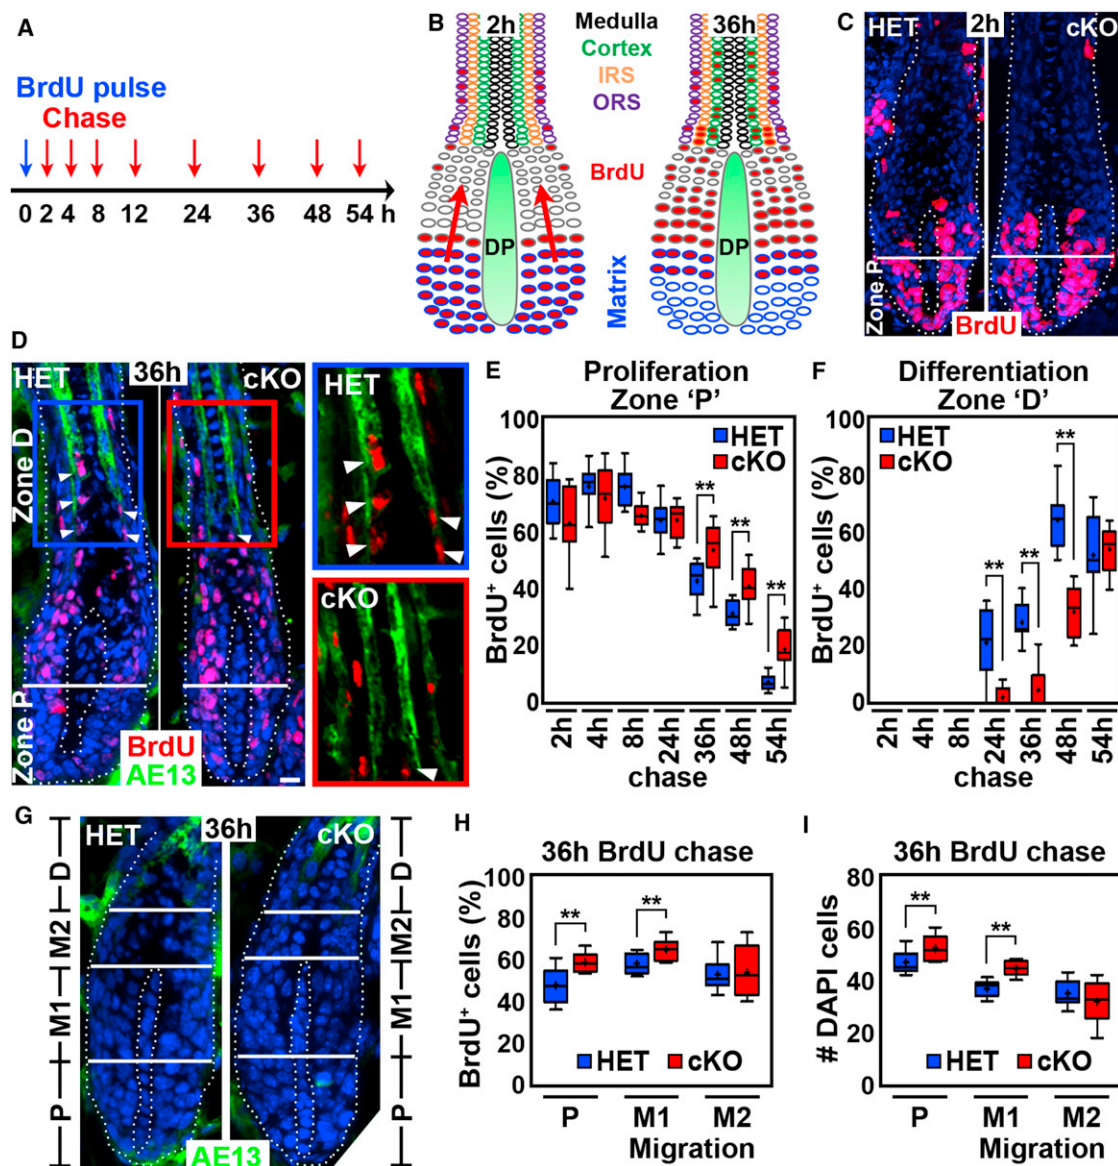 A
BrdU pulse
Chase
0 2 4 8 12 24 36 48 54 h
B
2h
Medulla
Cortex
IRS
ORS
36h
BrdU
DP
DP
Matrix
C
HET
2h
cKO
Zone P
BrdU
D
HET
36h
cKO
Zone D
Zone P
BrdU
AE13
HET
cKO
E
Proliferation
Zone ‘P’
BrdU+ cells (%)
100
80
60
40
20
0
HET
cKO
**
**
**
2h 4h 8h 24h 36h 48h 54h
chase
F
Differentiation
Zone ‘D’
BrdU+ cells (%)
100
80
60
40
20
0
HET
cKO
**
**
**
2h 4h 8h 24h 36h 48h 54h
chase
G
HET
36h
cKO
D
M2
M1
P
D
M2
M1
P
AE13
H
36h BrdU chase
BrdU+ cells (%)
100
80
60
40
20
0
**
**
HET
cKO
P M1 M2
Migration
I
36h BrdU chase
# DAPI cells
80
60
40
20
0
**
**
HET
cKO
P M1 M2
Migration